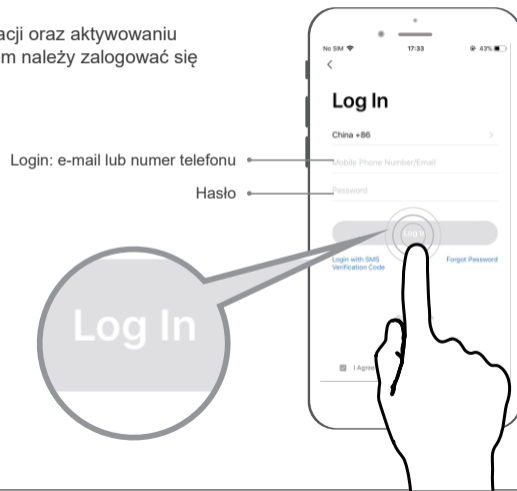 acji oraz aktywowaniu
em należy zalogować się
No SIM 17:33 43%
Log In
China +86
Login: e-mail lub numer telefonu
Mobile Phone Number/Email
Hasło
Password
Log In
Login with SMS Verification Code
Forgot Password
Log In
I Agree